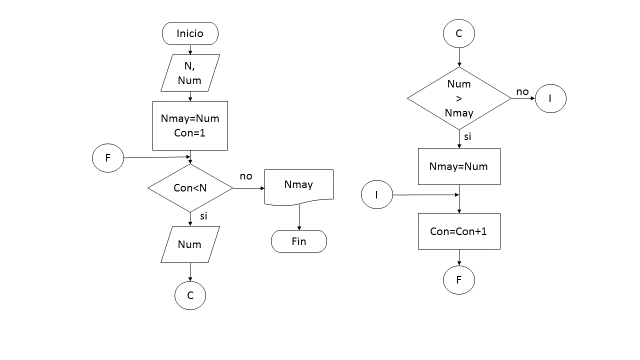 Inicio
N,
Num
Nmay=Num
Con=1
F
Con<N
no
Nmay
Fin
si
Num
C
C
Num
>
Nmay
no
I
si
Nmay=Num
I
Con=Con+1
F